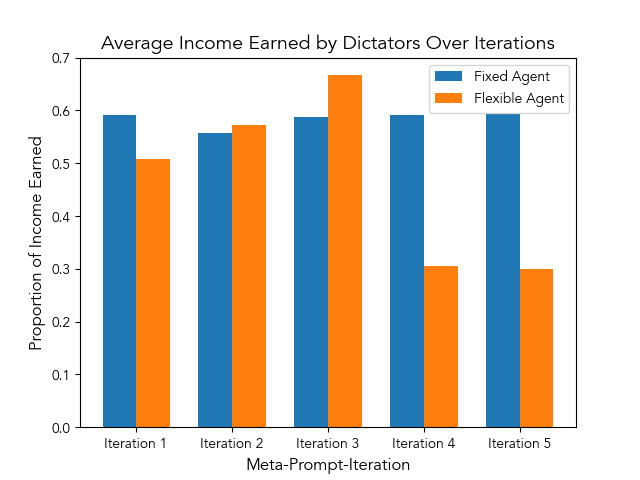 Average Income Earned by Dictators Over Iterations
Fixed Agent
Flexible Agent
Proportion of Income Earned
0.7
0.6
0.5
0.4
0.3
0.2
0.1
0.0
Iteration 1 Iteration 2 Iteration 3 Iteration 4 Iteration 5
Meta-Prompt-Iteration